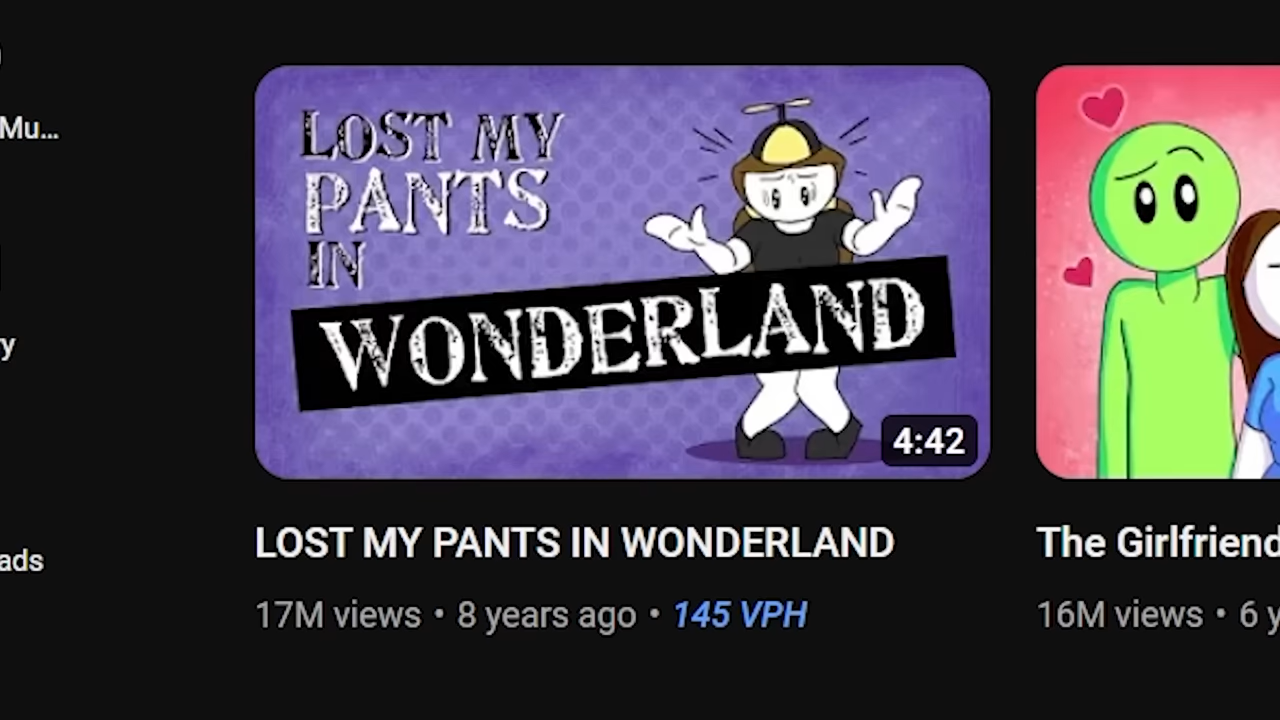 Mu...
LOST MY
PANTS
IN
WONDERLAND
4:42
ry
LOST MY PANTS IN WONDERLAND
The Girlfriend
ads
17M views • 8 years ago • 145 VPH
16M views • 6 y